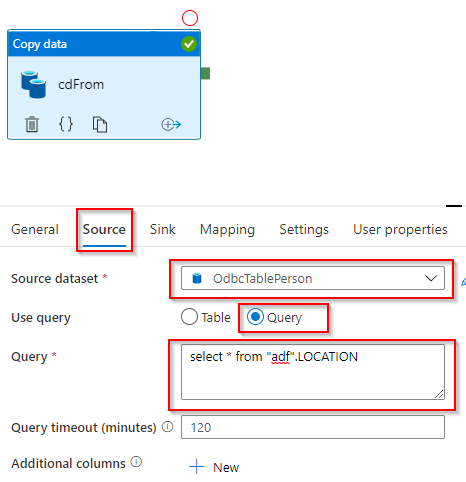 Copy data
cdFrom
General Source Sink Mapping Settings User properties
Source dataset * OdbcTablePerson
Use query Table Query
Query * select * from "adf".LOCATION
Query timeout (minutes) 120
Additional columns New